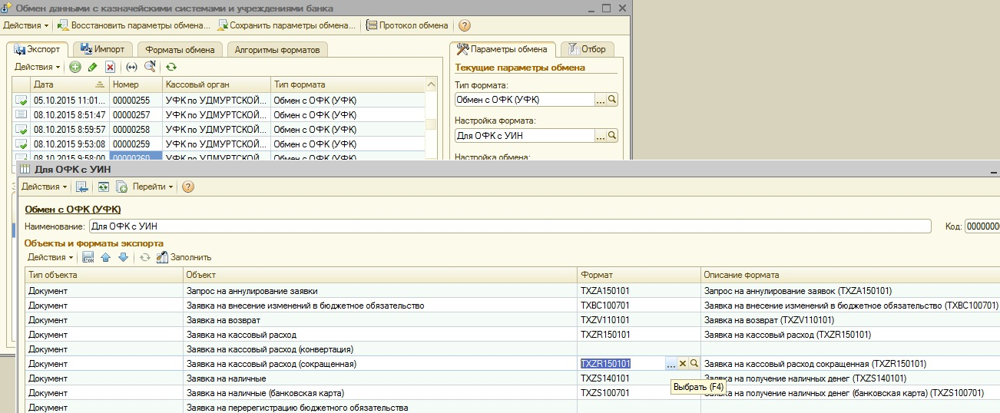 Обмен данными с казначейскими системами и учреждениями банка
Действия Восстановить параметры обмена... Сохранить параметры обмена... Протокол обмена
Экспорт Импорт Форматы обмена Алгоритмы форматов
Действия
Дата Номер Кассовый орган Тип формата
05.10.2015 11:01... 00000255 УФК по УДМУРТСКОЙ... Обмен с ОФК (УФК)
08.10.2015 8:51:47 00000257 УФК по УДМУРТСКОЙ... Обмен с ОФК (УФК)
08.10.2015 8:59:57 00000258 УФК по УДМУРТСКОЙ... Обмен с ОФК (УФК)
08.10.2015 9:53:08 00000259 УФК по УДМУРТСКОЙ... Обмен с ОФК (УФК)
08.10.2015 9:58:00 00000260 УФК по УДМУРТСКОЙ... Обмен с ОФК (УФК)
Параметры обмена Отбор
Текущие параметры обмена
Тип формата:
Обмен с ОФК (УФК) ...
Настройка формата:
Для ОФК с УИН ...
Настройка обмена:
Для ОФК с УИН
Действия Перейти
Обмен с ОФК (УФК)
Наименование: Для ОФК с УИН Код: 0000000
Объекты и форматы экспорта
Действия Заполнить
Тип объекта Объект Формат Описание формата
Документ Запрос на аннулирование заявки TXZA150101 Запрос на аннулирование заявок (TXZA150101)
Документ Заявка на внесение изменений в бюджетное обязательство TXBC100701 Заявка на внесение изменений в бюджетное обязательство (TXBC100701)
Документ Заявка на возврат TXZV110101 Заявка на возврат (TXZV110101)
Документ Заявка на кассовый расход TXZR150101 Заявка на кассовый расход (TXZR150101)
Документ Заявка на кассовый расход (конвертация)
Документ Заявка на кассовый расход (сокращенная) TXZR150101 ... Заявка на кассовый расход сокращенная (TXZR150101)
Документ Заявка на наличные TXZS140101 Заявка на получение наличных денег (TXZS140101)
Выбрать (F4)
Документ Заявка на наличные (банковская карта) TXZS100701 Заявка на получение наличных денег (банковская карта) (TXZS100701)
Документ Заявка на перерегистрацию бюджетного обязательства